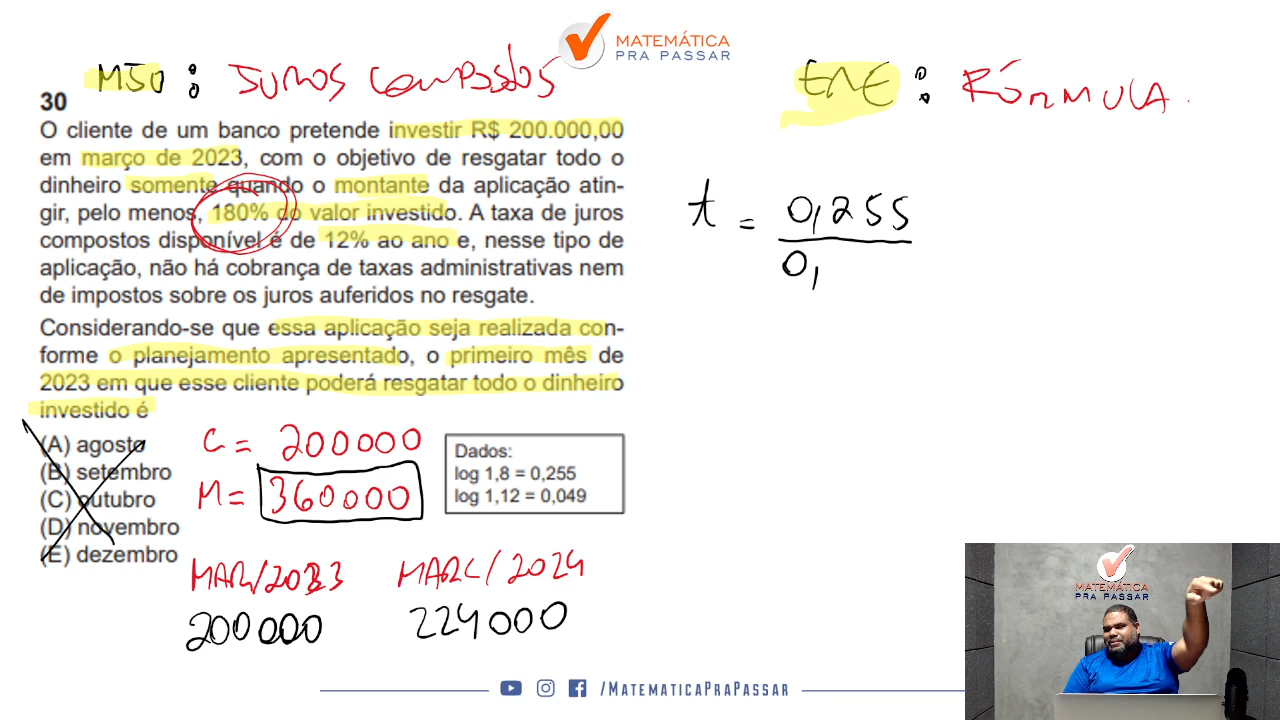 MATEMÁTICA
PRA PASSAR
MJO : JUROS COMPOSTOS
30
O cliente de um banco pretende investir R$ 200.000,00
em março de 2023, com o objetivo de resgatar todo o
dinheiro somente quando o montante da aplicação atin-
gir, pelo menos, 180% do valor investido. A taxa de juros
compostos disponível é de 12% ao ano e, nesse tipo de
aplicação, não há cobrança de taxas administrativas nem
de impostos sobre os juros auferidos no resgate.
Considerando-se que essa aplicação seja realizada con-
forme o planejamento apresentado, o primeiro mês de
2023 em que esse cliente poderá resgatar todo o dinheiro
investido é
(A) agosto
(B) setembro
(C) outubro
(D) novembro
(E) dezembro
C = 200000
M = 360000
Dados:
log 1,8 = 0,255
log 1,12 = 0,049
MAR/2023
200000
MARC/2024
224000
: FÓRMULA.
t = 0,255
0,
MATEMÁTICA
PRA PASSAR
/MATEMATICAPRAPASSAR